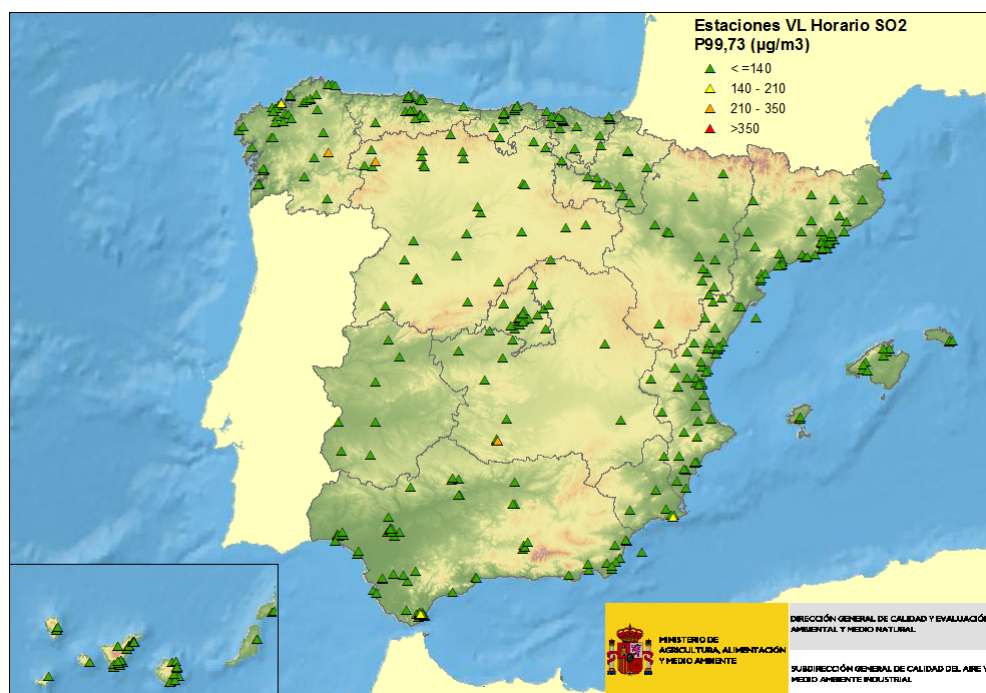 Estaciones VL Horario SO2
P99,73 (µg/m3)
<=140
140 - 210
210 - 350
>350
MINISTERIO DE
AGRICULTURA, ALIMENTACIÓN
Y MEDIO AMBIENTE
DIRECCIÓN GENERAL DE CALIDAD Y EVALUACIÓN
AMBIENTAL Y MEDIO NATURAL
SUBDIRECCIÓN GENERAL DE CALIDAD DEL AIRE Y
MEDIO AMBIENTE INDUSTRIAL